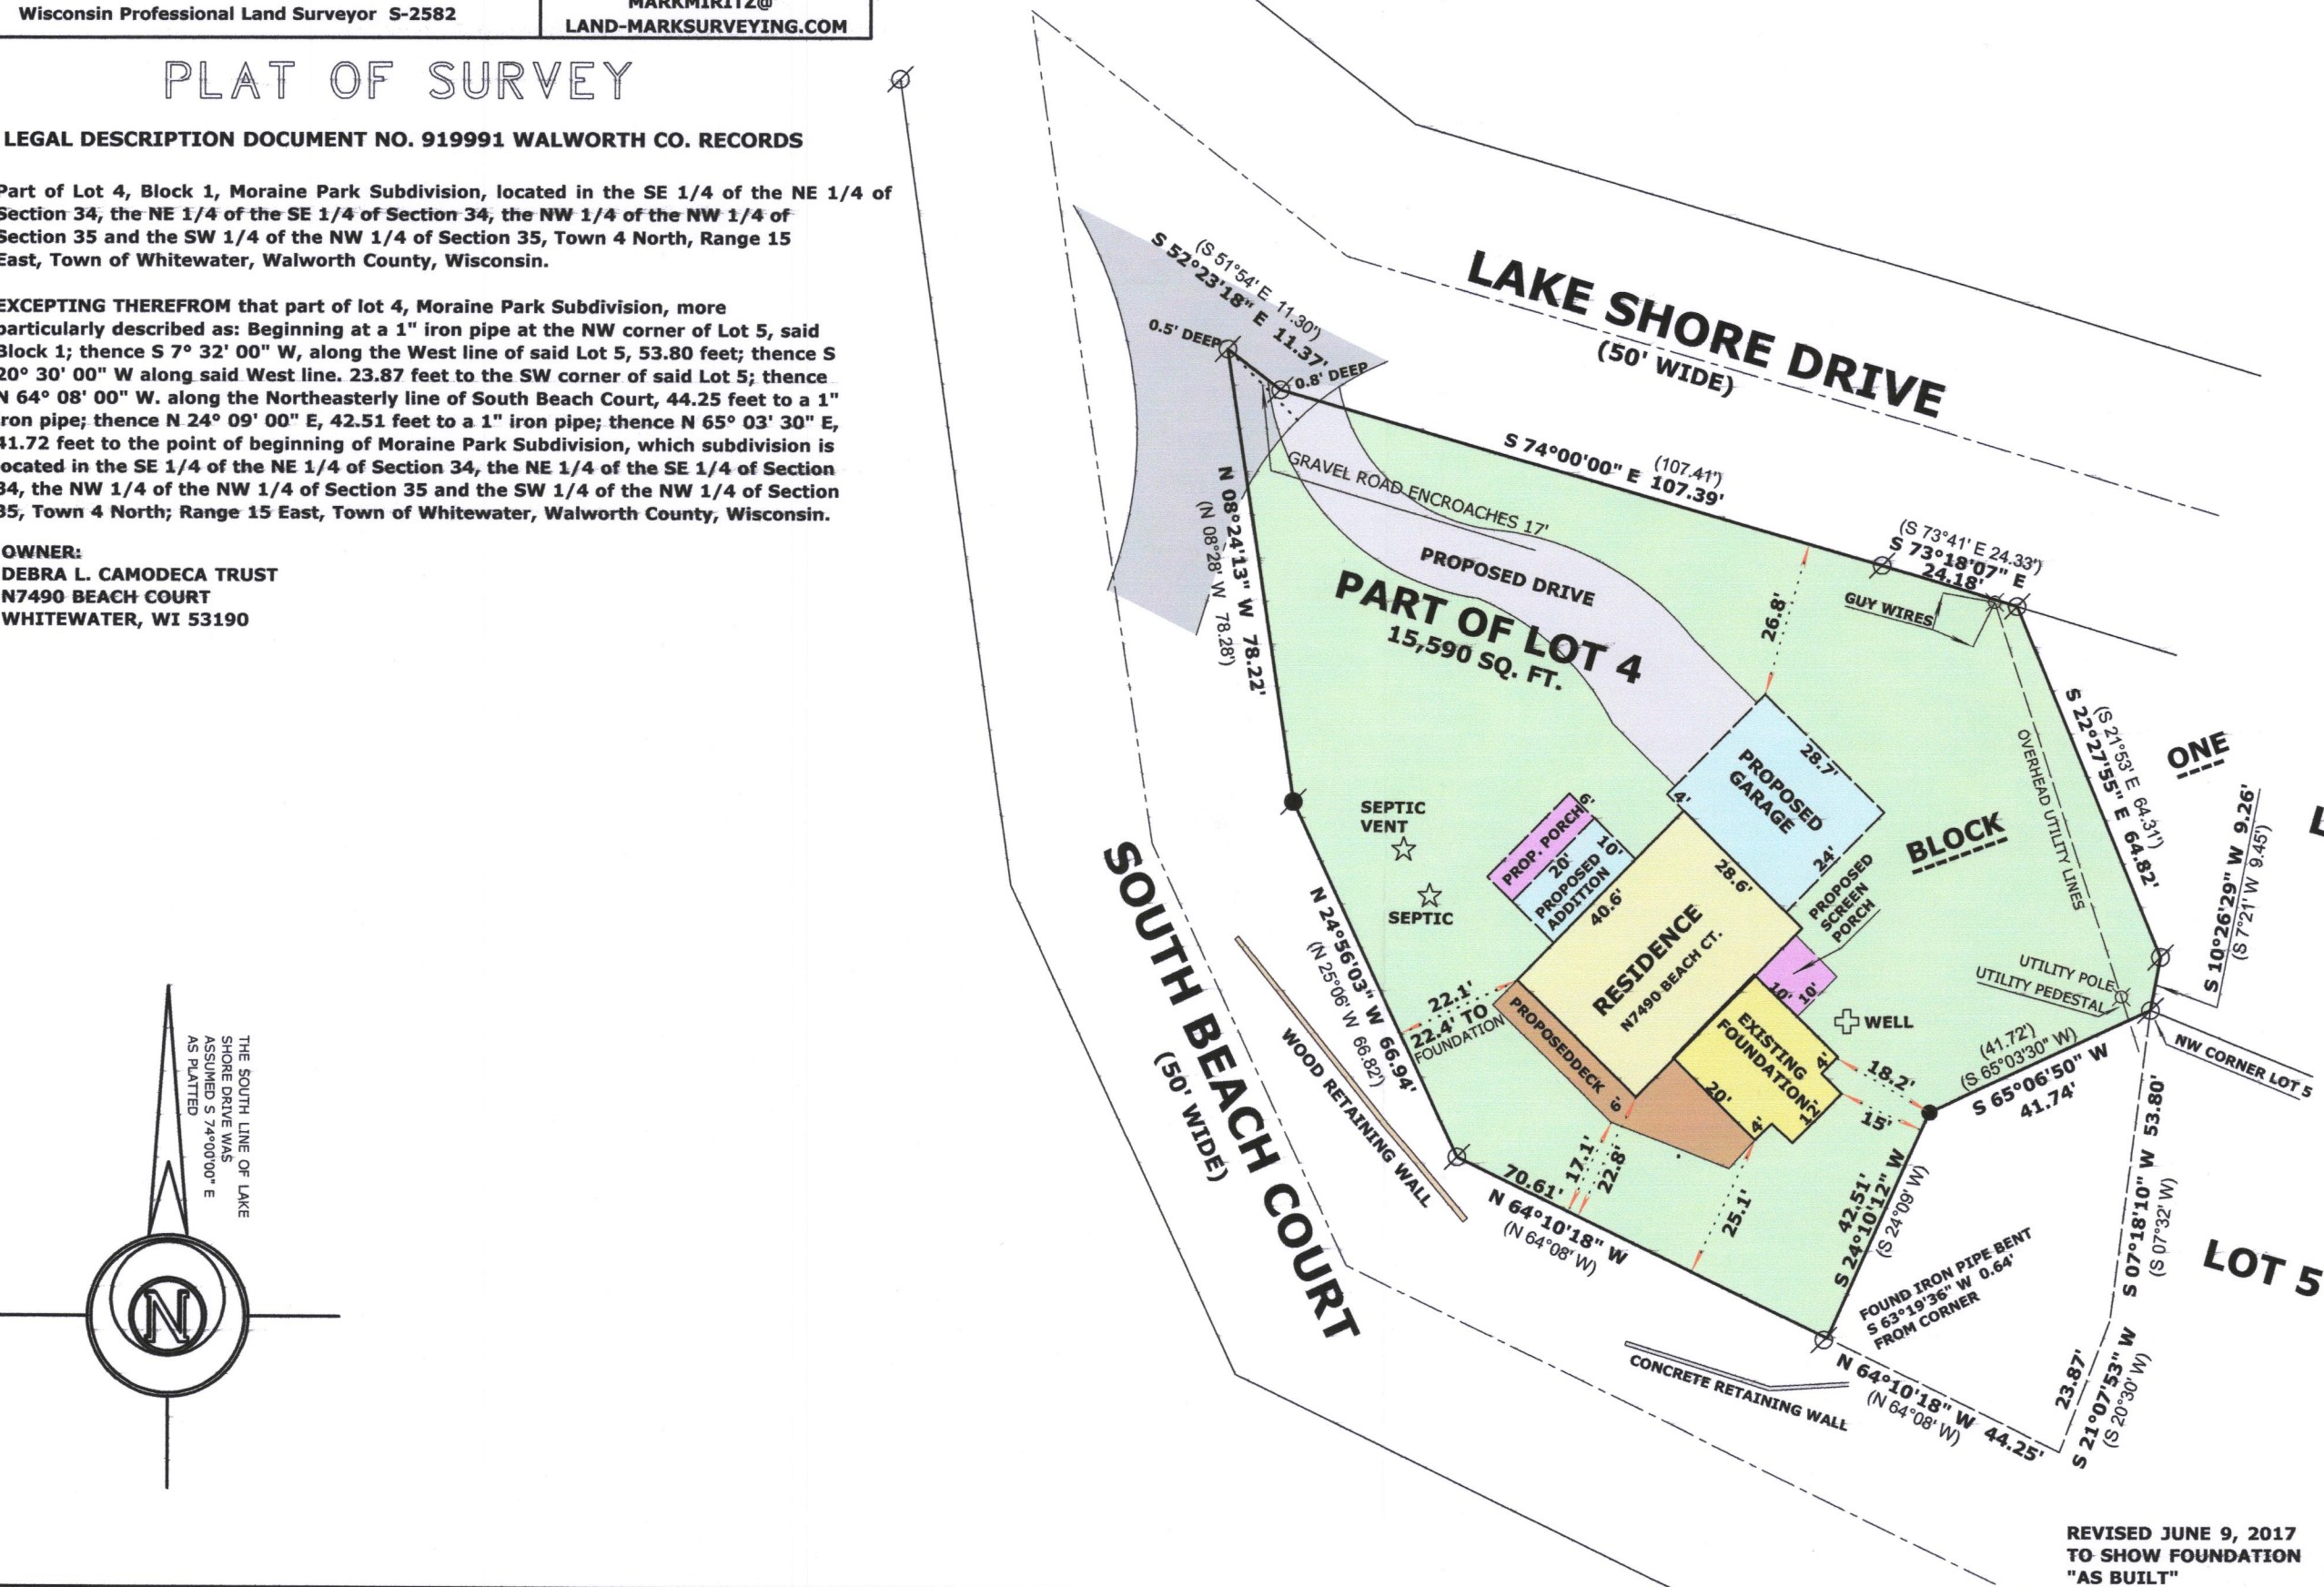 Wisconsin Professional Land Surveyor S-2582
MARKMIRITZ@
LAND-MARKSURVEYING.COM
PLAT OF SURVEY
LEGAL DESCRIPTION DOCUMENT NO. 919991 WALWORTH CO. RECORDS
Part of Lot 4, Block 1, Moraine Park Subdivision, located in the SE 1/4 of the NE 1/4 of
Section 34, the NE 1/4 of the SE 1/4 of Section 34, the NW 1/4 of the NW 1/4 of
Section 35 and the SW 1/4 of the NW 1/4 of Section 35, Town 4 North, Range 15
East, Town of Whitewater, Walworth County, Wisconsin.
EXCEPTING THEREFROM that part of lot 4, Moraine Park Subdivision, more
particularly described as: Beginning at a 1" iron pipe at the NW corner of Lot 5, said
Block 1; thence S 7° 32' 00" W, along the West line of said Lot 5, 53.80 feet; thence S
20° 30' 00" W along said West line. 23.87 feet to the SW corner of said Lot 5; thence
N 64° 08' 00" W. along the Northeasterly line of South Beach Court, 44.25 feet to a 1"
iron pipe; thence N 24° 09' 00" E, 42.51 feet to a 1" iron pipe; thence N 65° 03' 30" E,
41.72 feet to the point of beginning of Moraine Park Subdivision, which subdivision is
located in the SE 1/4 of the NE 1/4 of Section 34, the NE 1/4 of the SE 1/4 of Section
34, the NW 1/4 of the NW 1/4 of Section 35 and the SW 1/4 of the NW 1/4 of Section
35, Town 4 North; Range 15 East, Town of Whitewater, Walworth County, Wisconsin.
OWNER:
DEBRA L. CAMODECA TRUST
N7490 BEACH COURT
WHITEWATER, WI 53190
THE SOUTH LINE OF LAKE
SHORE DRIVE WAS
ASSUMED S 74°00'00" E
AS PLATTED
N
LAKE SHORE DRIVE
(50' WIDE)
(S 51°54' E 11.30')
S 52°23'18" E 11.37'
0.5' DEEP
0.8' DEEP
GRAVEL ROAD ENCROACHES 17'
(107.41')
S 74°00'00" E 107.39'
(S 73°41' E 24.33')
S 73°18'07" E
24.18'
GUY WIRES
N 08°24'13" W 78.22'
(N 08°28' W 78.28')
PROPOSED DRIVE
PART OF LOT 4
15,590 SQ. FT.
26.8'
OVERHEAD UTILITY LINES
(S 21°53' E 64.31')
S 22°27'55" E 64.82'
ONE
BLOCK
S 10°26'29" W 9.26'
(S 7°21' W 9.45')
28.7'
PROPOSED
GARAGE
4'
24'
SEPTIC
VENT
SEPTIC
6'
PROP. PORCH
20'
10'
PROPOSED
ADDITION
40.6'
28.6'
RESIDENCE
N7490 BEACH CT.
PROPOSED
SCREEN
PORCH
10'
10'
UTILITY POLE
UTILITY PEDESTAL
WELL
EXISTING
FOUNDATION
4'
12'
20'
4'
PROPOSEDDECK
6'
22.1'
22.4' TO
FOUNDATION
N 24°56'03" W 66.94'
(N 25°06' W 66.82')
WOOD RETAINING WALL
SOUTH BEACH COURT
(50' WIDE)
18.2'
15'
(41.72')
(S 65°03'30" W)
S 65°06'50" W
41.74'
NW CORNER LOT 5
17.1'
22.8'
25.1'
70.61'
N 64°10'18" W
(N 64°08' W)
42.51'
S 24°10'12" W
(S 24°09' W)
S 07°18'10" W 53.80'
(S 07°32' W)
LOT 5
FOUND IRON PIPE BENT
S 63°19'36" W 0.64'
FROM CORNER
CONCRETE RETAINING WALL
N 64°10'18" W 44.25'
(N 64°08' W)
23.87'
S 21°07'53" W
(S 20°30' W)
REVISED JUNE 9, 2017
TO SHOW FOUNDATION
"AS BUILT"